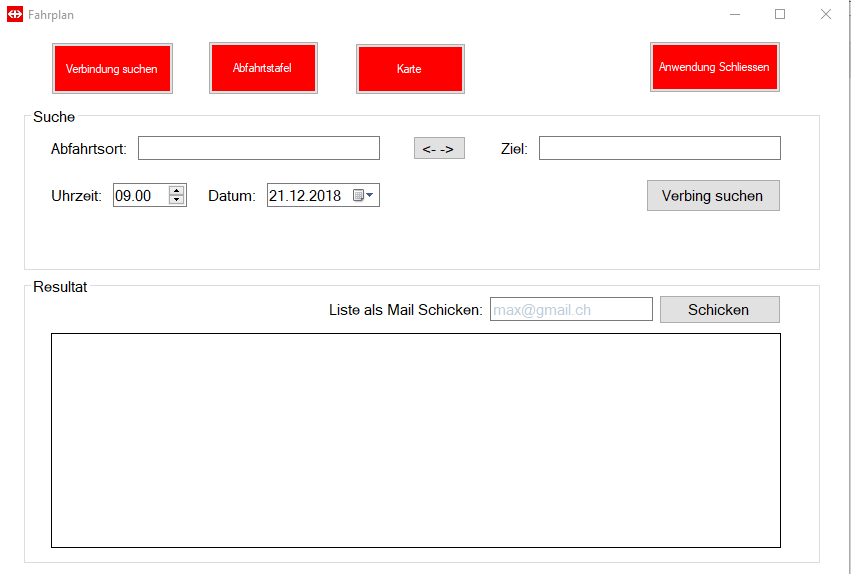 Fahrplan
Verbindung suchen Abfahrtstafel Karte Anwendung Schliessen
Suche
Abfahrtsort: <- -> Ziel:
Uhrzeit: 09.00 Datum: 21.12.2018 Verbing suchen
Resultat
Liste als Mail Schicken: max@gmail.ch Schicken